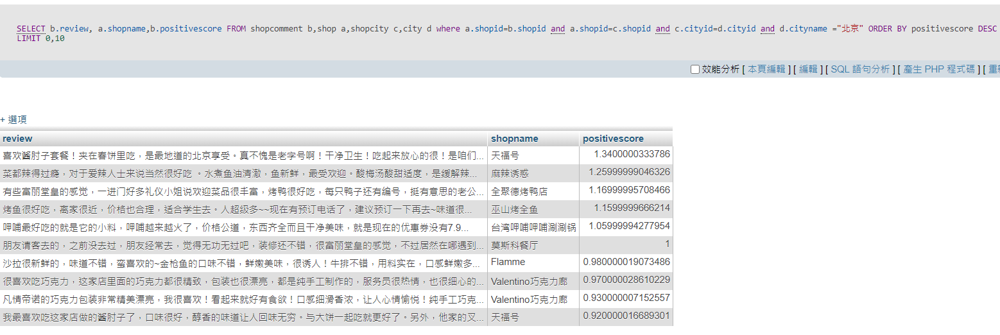 SELECT b.review, a.shopname,b.positivescore FROM shopcomment b,shop a,shopcity c,city d where a.shopid=b.shopid and a.shopid=c.shopid and c.cityid=d.cityid and d.cityname ="北京" ORDER BY positivescore DESC
LIMIT 0,10
效能分析 [ 本頁編輯 ] [ 編輯 ] [ SQL 語句分析 ] [ 產生 PHP 程式碼 ] [ 重新
+ 選項
review shopname positivescore
喜欢酱肘子套餐！夹在春饼里吃，是最地道的北京享受。真不愧是老字号啊！干净卫生！吃起来放心的很！是咱们... 天福号 1.3400000333786
菜都辣得过瘾，对于爱辣人士来说当然很好吃 。水煮鱼油清澈，鱼新鲜，最受欢迎。酸梅汤酸甜适度，是缓解辣... 麻辣诱惑 1.25999999046326
有些富丽堂皇的感觉，一进门好多礼仪小姐说欢迎菜品很丰富，烤鸭很好吃，每只鸭子还有编号，挺有意思的老公... 全聚德烤鸭店 1.16999995708466
烤鱼很好吃，离家很近，价格也合理，适合学生去。人超级多~~现在有预订电话了，建议预订一下再去~味道很... 巫山烤全鱼 1.1599999666214
呷哺最好吃的就是它的小料，呷哺越来越火了，价格公道，东西齐全而且干净美味，就是现在的优惠券没有7.9... 台湾呷哺呷哺涮涮锅 1.05999994277954
朋友请客去的，之前没去过，朋友经常去，觉得无功无过吧，装修还不错，很富丽堂皇的感觉，不过居然在哪遇到... 莫斯科餐厅 1
沙拉很新鲜的，味道不错，蛮喜欢的~金枪鱼的口味不错，鲜嫩美味，很诱人！牛排不错，用料实在，口感鲜嫩多... Flamme 0.980000019073486
很喜欢吃巧克力，这家店里面的巧克力都很精致，包装也很漂亮，都是纯手工制作的，服务员很热情，也很细心的... Valentino巧克力廊 0.970000028610229
凡情帝诺的巧克力包装非常精美漂亮，我很喜欢！看起来就好有食欲！口感细滑香浓，让人心情愉悦！纯手工巧克... Valentino巧克力廊 0.930000007152557
我最喜欢吃这家店做的酱肘子了，口味很好，醇香的味道让人回味无穷。与大饼一起吃就更好了。另外，他家的叉... 天福号 0.920000016689301